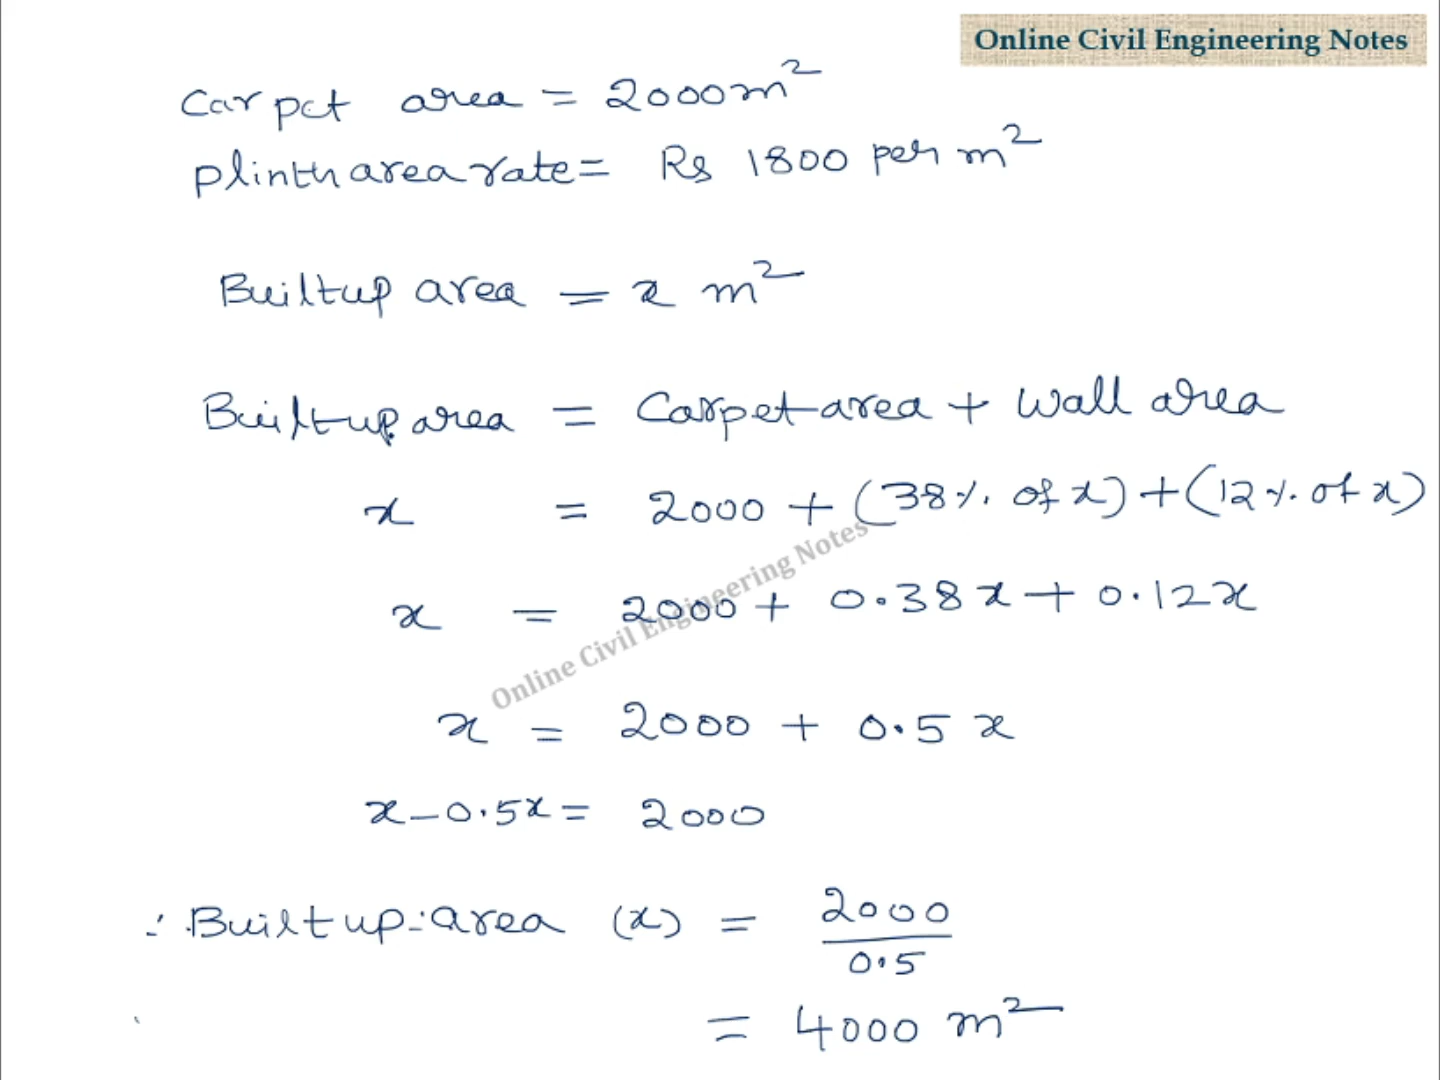 Online Civil Engineering Notes
Carpet area = 2000m²
Plinth area rate = Rs 1800 per m²
Builtup area = x m²
Builtup area = Carpet area + Wall area
x = 2000 + (38% of x) + (12% of x)
x = 2000 + 0.38x + 0.12x
Online Civil Engineering Notes
x = 2000 + 0.5x
x - 0.5x = 2000
∴ Builtup area (x) = 2000/0.5
= 4000 m²